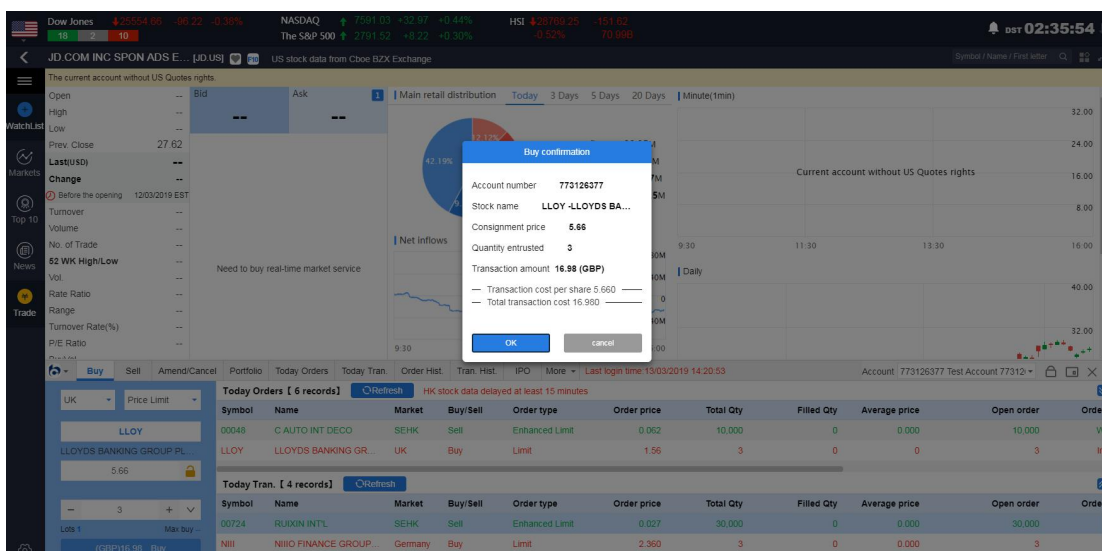 Dow Jones 25554.66 -96.22 -0.38% NASDAQ 7591.03 +32.97 +0.44% HSI 28769.25 -151.62
18 2 10 The S&P 500 2791.52 +8.22 +0.30% -0.52% 70.99B
DST 02:35:54
JD.COM INC SPON ADS E... [JD.US] F10 US stock data from Cboe BZX Exchange Symbol / Name / First letter
The current account without US Quotes rights.
WatchList
Markets
Top 10
News
Trade
Open --
High --
Low --
Prev. Close 27.62
Last(USD) --
Change --
Before the opening 12/03/2019 EST
Turnover --
Volume --
No. of Trade --
52 WK High/Low --
Vol. --
Rate Ratio --
Range --
Turnover Rate(%) --
P/E Ratio --
Bid Ask 1
-- --
Need to buy real-time market service
Main retail distribution Today 3 Days 5 Days 20 Days
42.19%
Net inflows
9:30
Minute(1min)
32.00
24.00
Current account without US Quotes rights
16.00
8.00
9:30 11:30 13:30 16:00
Daily
40.00
32.00
Buy confirmation
Account number 773126377
Stock name LLOY -LLOYDS BA...
Consignment price 5.66
Quantity entrusted 3
Transaction amount 16.98 (GBP)
— Transaction cost per share 5.660 —
— Total transaction cost 16.980 —
OK cancel
Buy Sell Amend/Cancel Portfolio Today Orders Today Tran. Order Hist. Tran. Hist. IPO More Last login time:13/03/2019 14:20:53 Account 773126377 Test Account 77312
UK Price Limit
LLOY
LLOYDS BANKING GROUP PL...
5.66
− 3 +
Lots 1 Max buy --
(GBP)16.98 Buy
Today Orders【 6 records】 Refresh HK stock data delayed at least 15 minutes
Symbol Name Market Buy/Sell Order type Order price Total Qty Filled Qty Average price Open order Orde
00048 C AUTO INT DECO SEHK Sell Enhanced Limit 0.062 10,000 0 0.000 10,000
LLOY LLOYDS BANKING GR... UK Buy Limit 1.56 3 0 0 3
Today Tran.【 4 records】 Refresh
Symbol Name Market Buy/Sell Order type Order price Total Qty Filled Qty Average price Open order Orde
00724 RUIXIN INT'L SEHK Sell Enhanced Limit 0.027 30,000 0 0.000 30,000
NIII NIIIO FINANCE GROUP... Germany Buy Limit 2.360 3 0 0.000 3